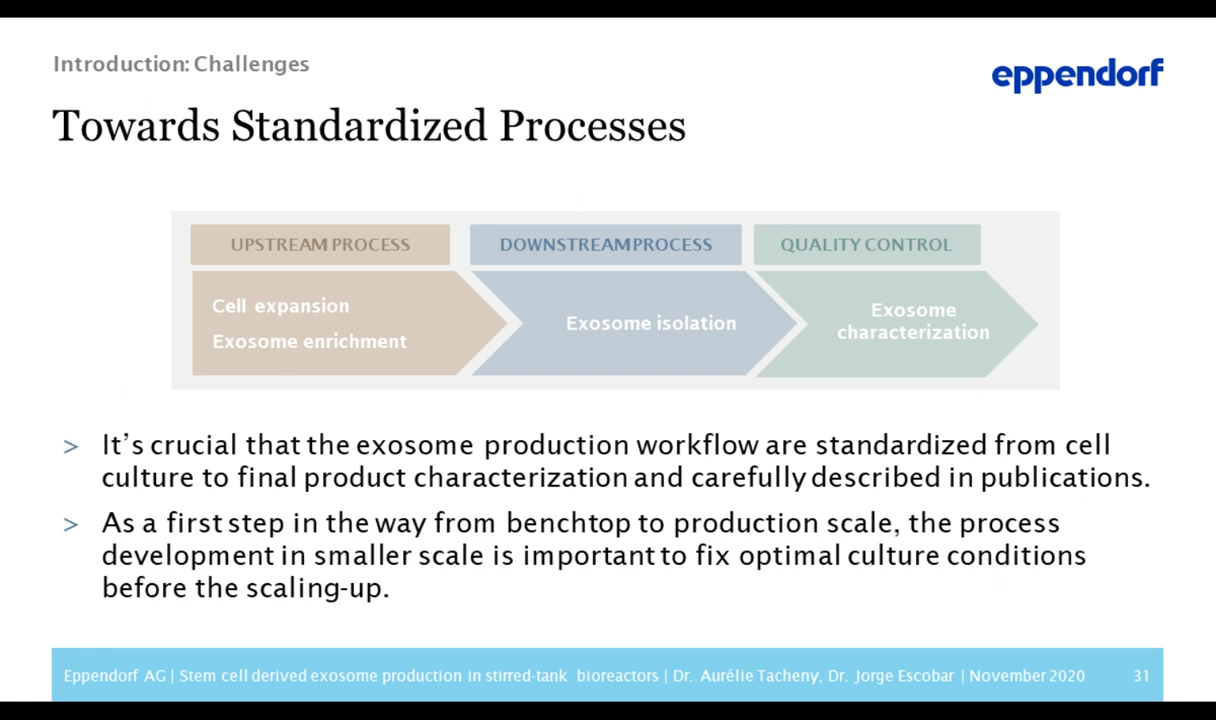 Introduction: Challenges
eppendorf
Towards Standardized Processes
UPSTREAM PROCESS
DOWNSTREAM PROCESS
QUALITY CONTROL
Cell expansion
Exosome enrichment
Exosome isolation
Exosome
characterization
> It's crucial that the exosome production workflow are standardized from cell
culture to final product characterization and carefully described in publications.
> As a first step in the way from benchtop to production scale, the process
development in smaller scale is important to fix optimal culture conditions
before the scaling-up.
Eppendorf AG | Stem cell derived exosome production in stirred-tank bioreactors | Dr. Aurélie Tacheny, Dr. Jorge Escobar | November 2020 31